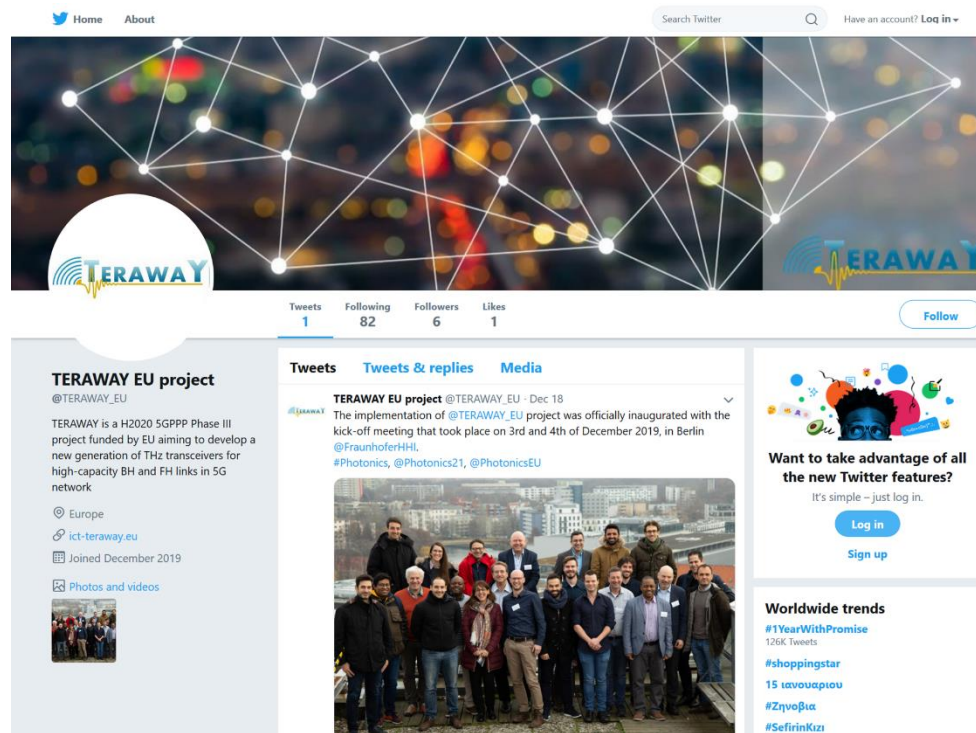 Home About
Search Twitter
Have an account? Log in
TERAWAY
TERAWAY
Tweets Following Followers Likes
1 82 6 1
Follow
TERAWAY EU project
@TERAWAY_EU
TERAWAY is a H2020 5GPPP Phase III
project funded by EU aiming to develop a
new generation of THz transceivers for
high-capacity BH and FH links in 5G
network
Europe
ict-teraway.eu
Joined December 2019
Photos and videos
Tweets Tweets & replies Media
TERAWAY
TERAWAY EU project @TERAWAY_EU · Dec 18
The implementation of @TERAWAY_EU project was officially inaugurated with the
kick-off meeting that took place on 3rd and 4th of December 2019, in Berlin
@FraunhoferHHI.
#Photonics, @Photonics21, @PhotonicsEU
Want to take advantage of all
the new Twitter features?
It's simple – just log in.
Log in
Sign up
Worldwide trends
#1YearWithPromise
126K Tweets
#shoppingstar
15 ιανουαριου
#Ζηνοβια
#SefirinKızı